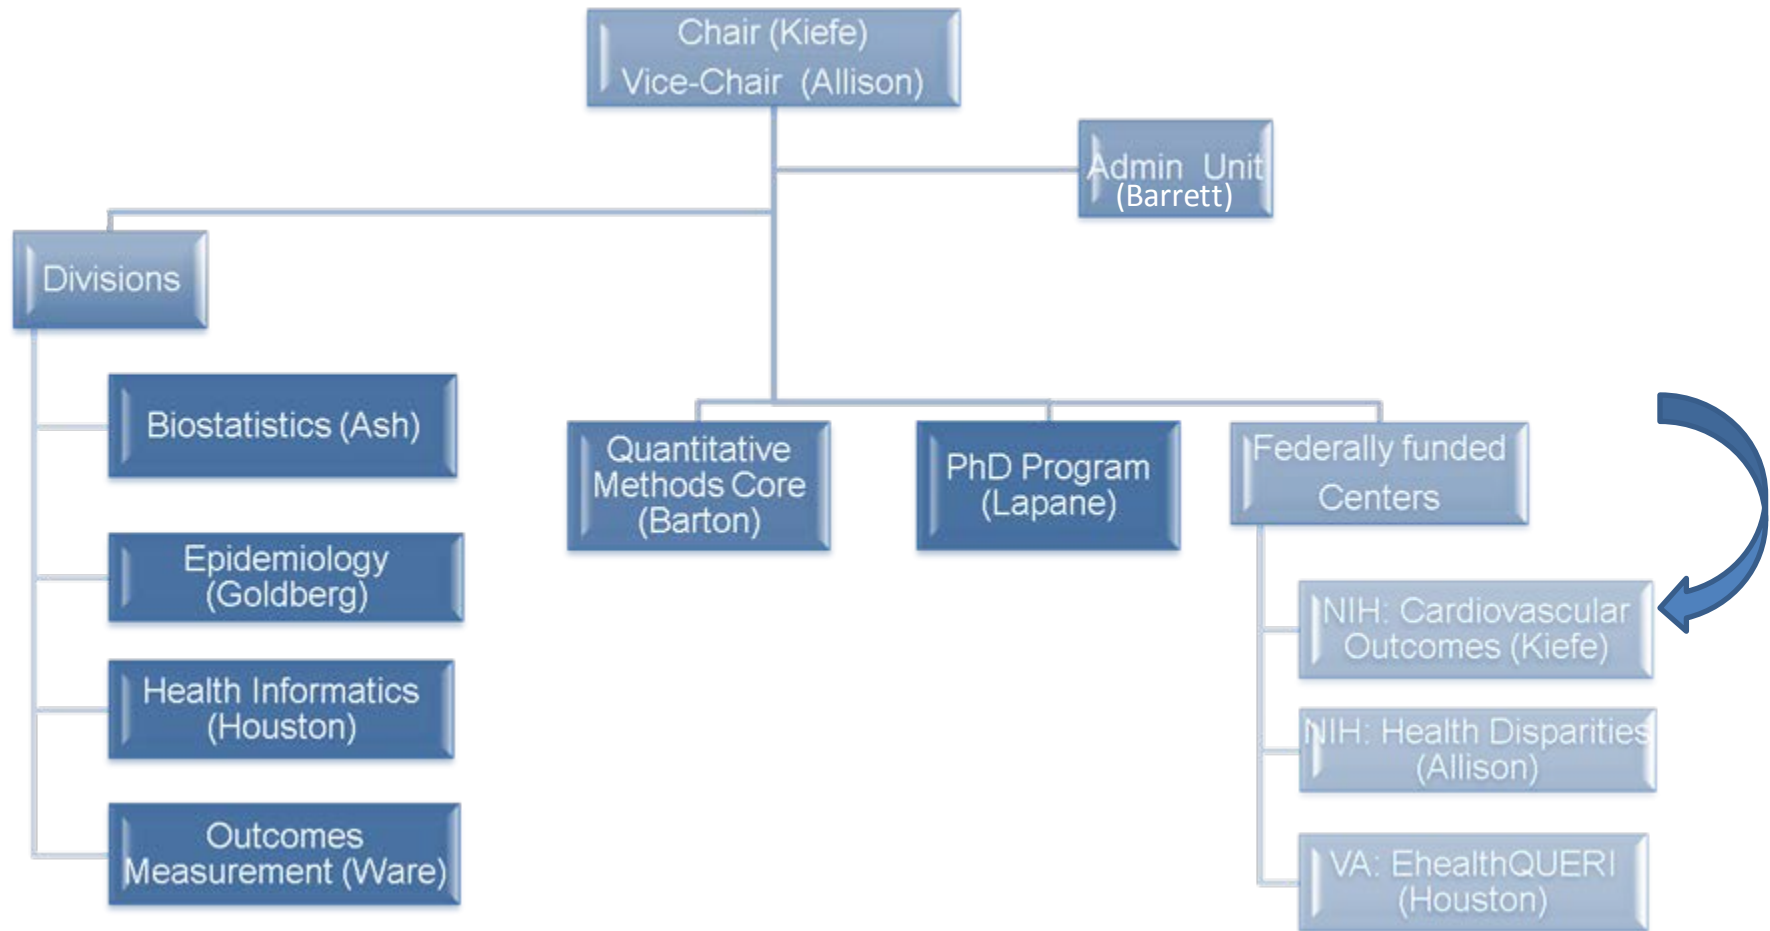 Chair (Kiefe)
Vice-Chair (Allison)
Admin Unit
(Barrett)
Divisions
Biostatistics (Ash)
Epidemiology
(Goldberg)
Health Informatics
(Houston)
Outcomes
Measurement (Ware)
Quantitative
Methods Core
(Barton)
PhD Program
(Lapane)
Federally funded
Centers
NIH: Cardiovascular
Outcomes (Kiefe)
NIH: Health Disparities
(Allison)
VA: EhealthQUERI
(Houston)